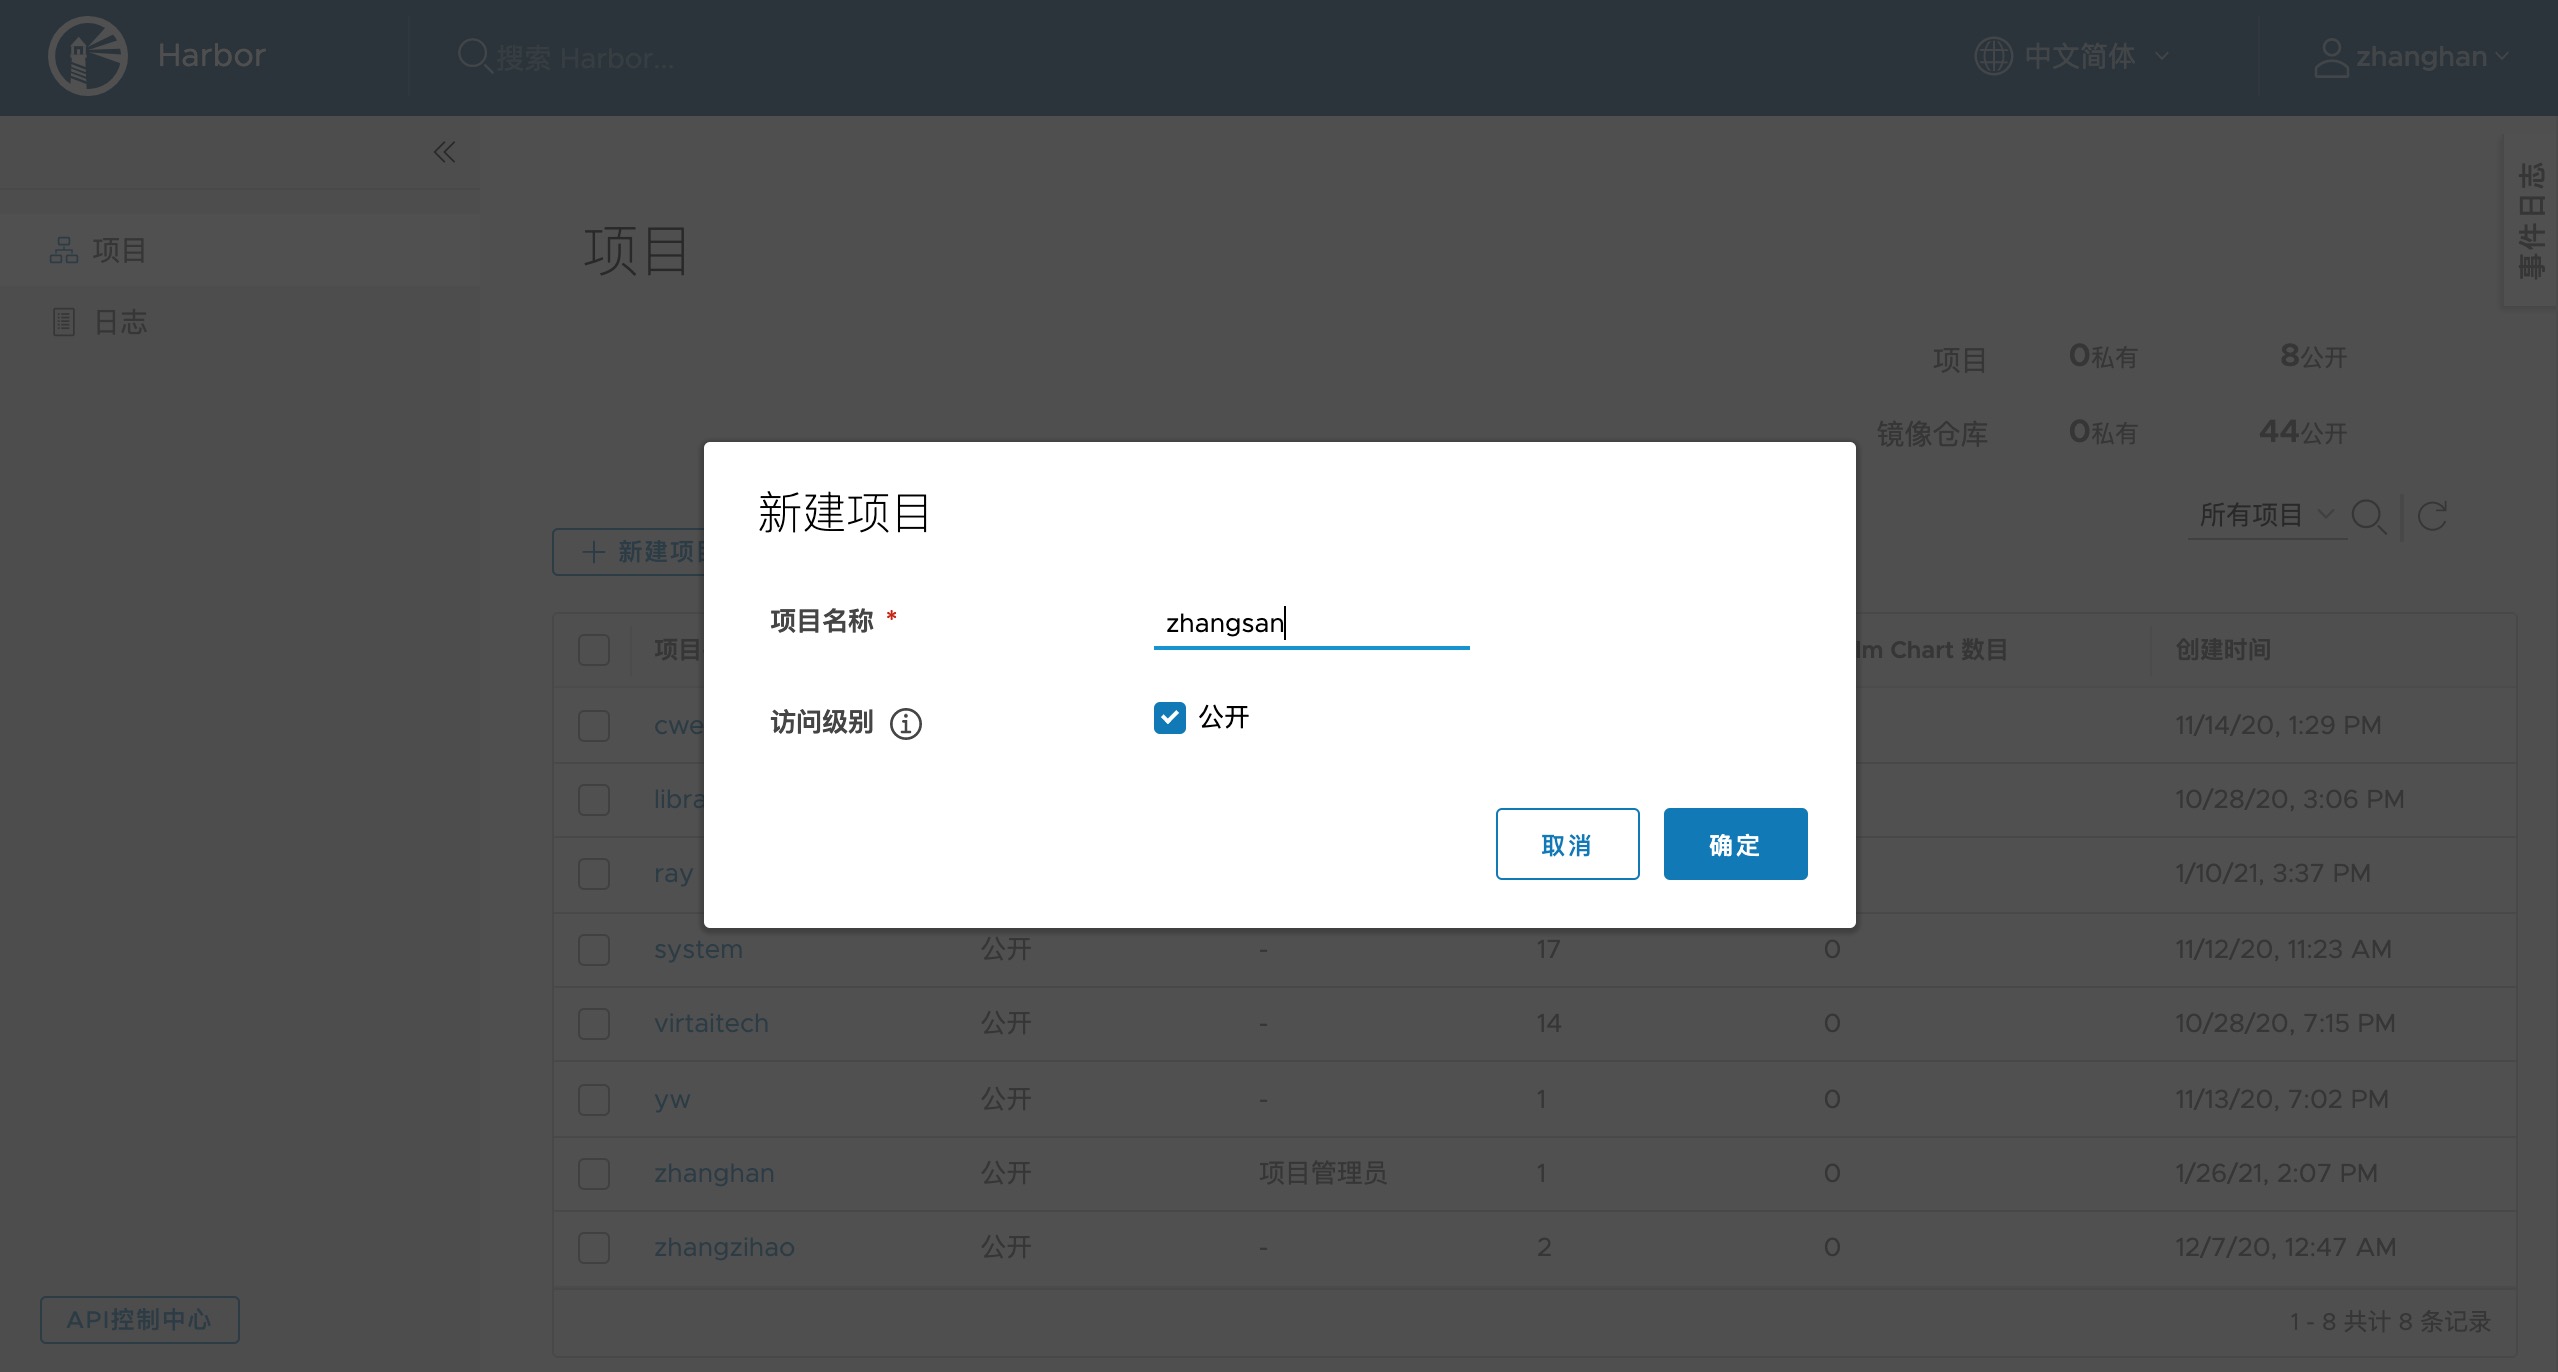 Harbor
搜索 Harbor...
中文简体
zhanghan
事件日志
项目
日志
项目
项目 0私有 8公开
镜像仓库 0私有 44公开
所有项目
新建项目
新建项目
项目名称 *
zhangsan
访问级别
公开
取消
确定
项目 lm Chart 数目 创建时间
cwe 11/14/20, 1:29 PM
libra 10/28/20, 3:06 PM
ray 1/10/21, 3:37 PM
system 公开 - 17 0 11/12/20, 11:23 AM
virtaitech 公开 - 14 0 10/28/20, 7:15 PM
yw 公开 - 1 0 11/13/20, 7:02 PM
zhanghan 公开 项目管理员 1 0 1/26/21, 2:07 PM
zhangzihao 公开 - 2 0 12/7/20, 12:47 AM
1 - 8 共计 8 条记录
API控制中心